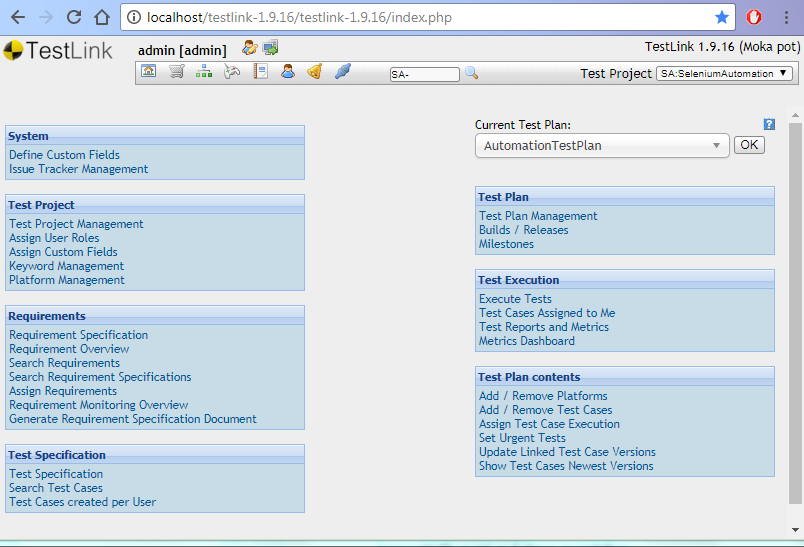 localhost/testlink-1.9.16/testlink-1.9.16/index.php
TestLink
admin [admin]
TestLink 1.9.16 (Moka pot)
SA-
Test Project
SA:SeleniumAutomation
System
Define Custom Fields
Issue Tracker Management
Test Project
Test Project Management
Assign User Roles
Assign Custom Fields
Keyword Management
Platform Management
Requirements
Requirement Specification
Requirement Overview
Search Requirements
Search Requirement Specifications
Assign Requirements
Requirement Monitoring Overview
Generate Requirement Specification Document
Test Specification
Test Specification
Search Test Cases
Test Cases created per User
Current Test Plan:
?
AutomationTestPlan
OK
Test Plan
Test Plan Management
Builds / Releases
Milestones
Test Execution
Execute Tests
Test Cases Assigned to Me
Test Reports and Metrics
Metrics Dashboard
Test Plan contents
Add / Remove Platforms
Add / Remove Test Cases
Assign Test Case Execution
Set Urgent Tests
Update Linked Test Case Versions
Show Test Cases Newest Versions